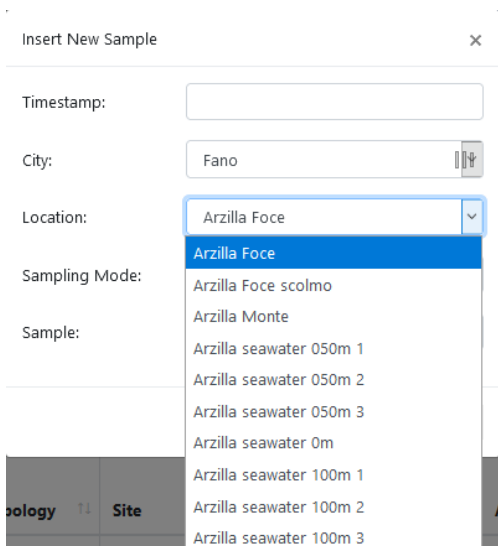 Insert New Sample ×
Timestamp:
City: Fano
Location: Arzilla Foce
Arzilla Foce
Sampling Mode:
Arzilla Foce scolmo
Arzilla Monte
Sample:
Arzilla seawater 050m 1
Arzilla seawater 050m 2
Arzilla seawater 050m 3
Arzilla seawater 0m
Arzilla seawater 100m 1
pology Site
Arzilla seawater 100m 2
Arzilla seawater 100m 3